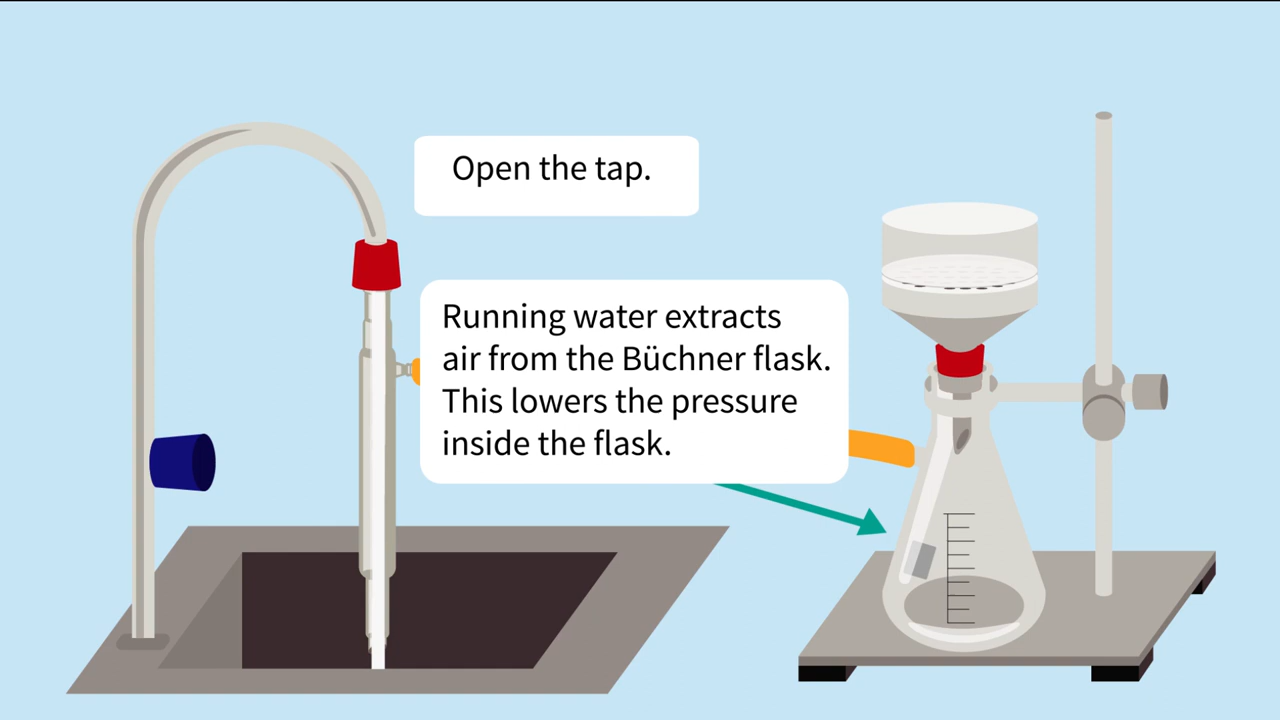 Open the tap.
Running water extracts
air from the Büchner flask.
This lowers the pressure
inside the flask.